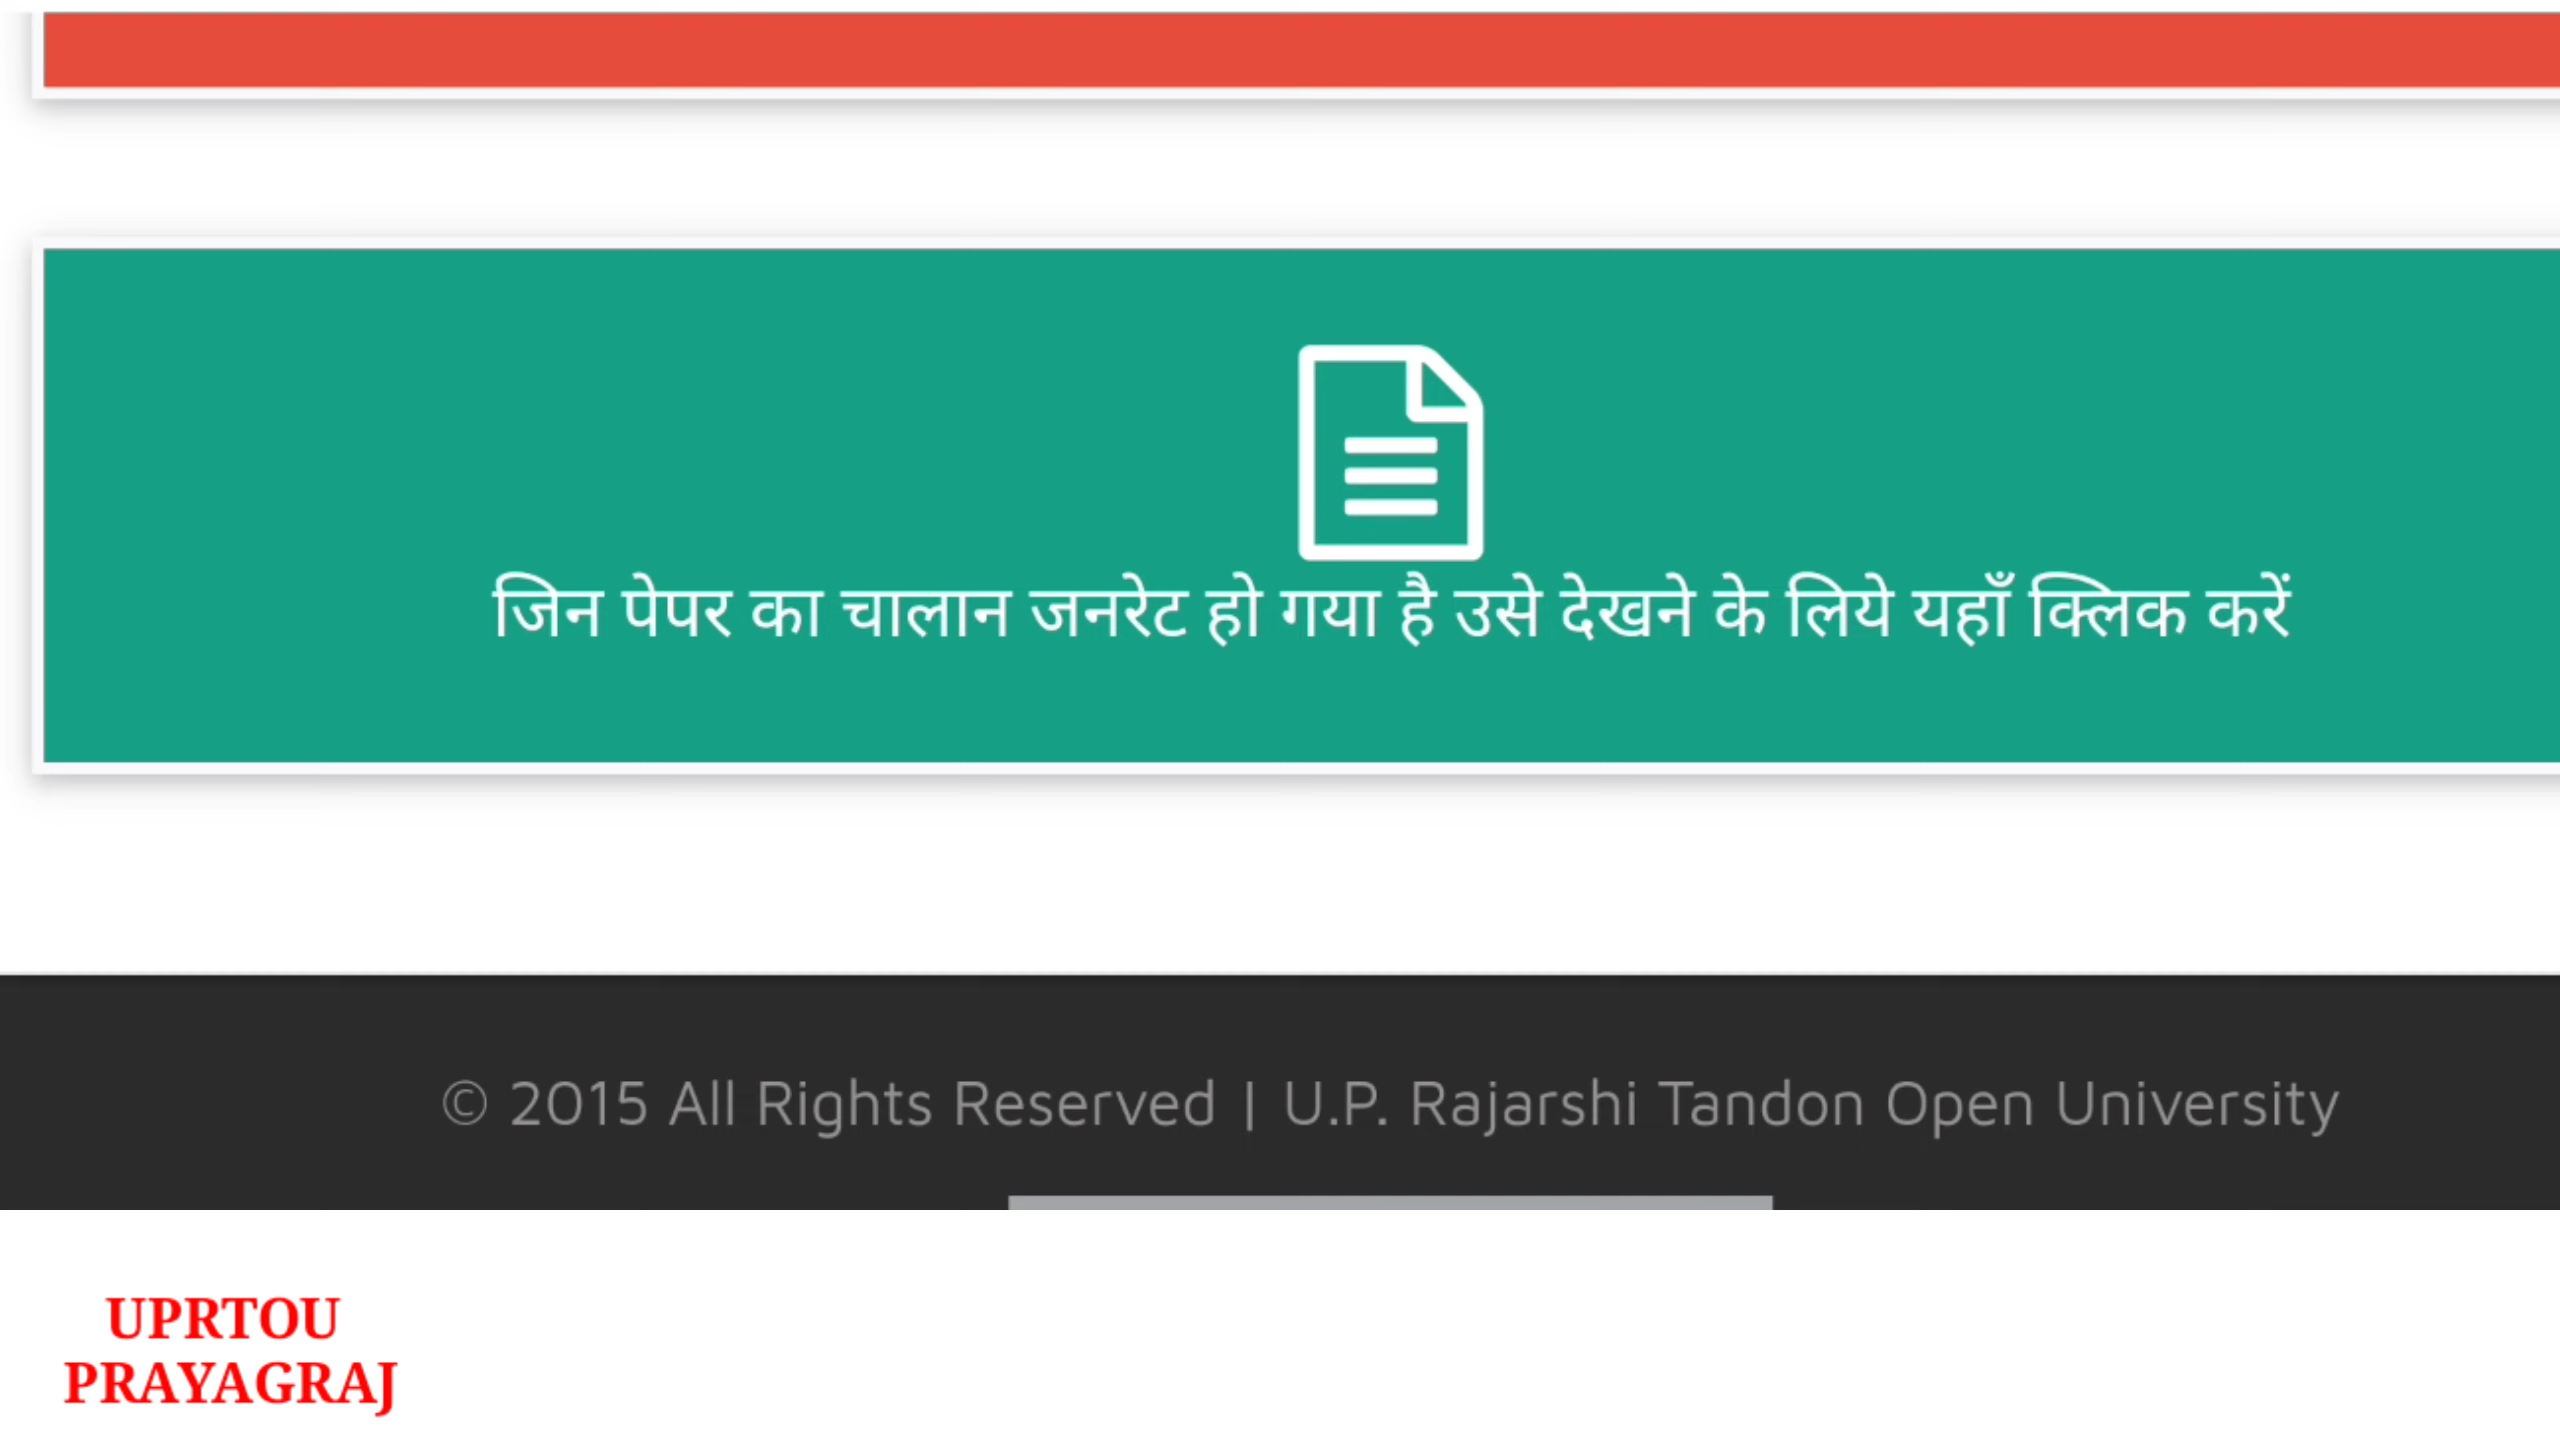 जिन पेपर का चालान जनरेट हो गया है उसे देखने के लिये यहाँ क्लिक करें
© 2015 All Rights Reserved | U.P. Rajarshi Tandon Open University
UPRTOU
PRAYAGRAJ